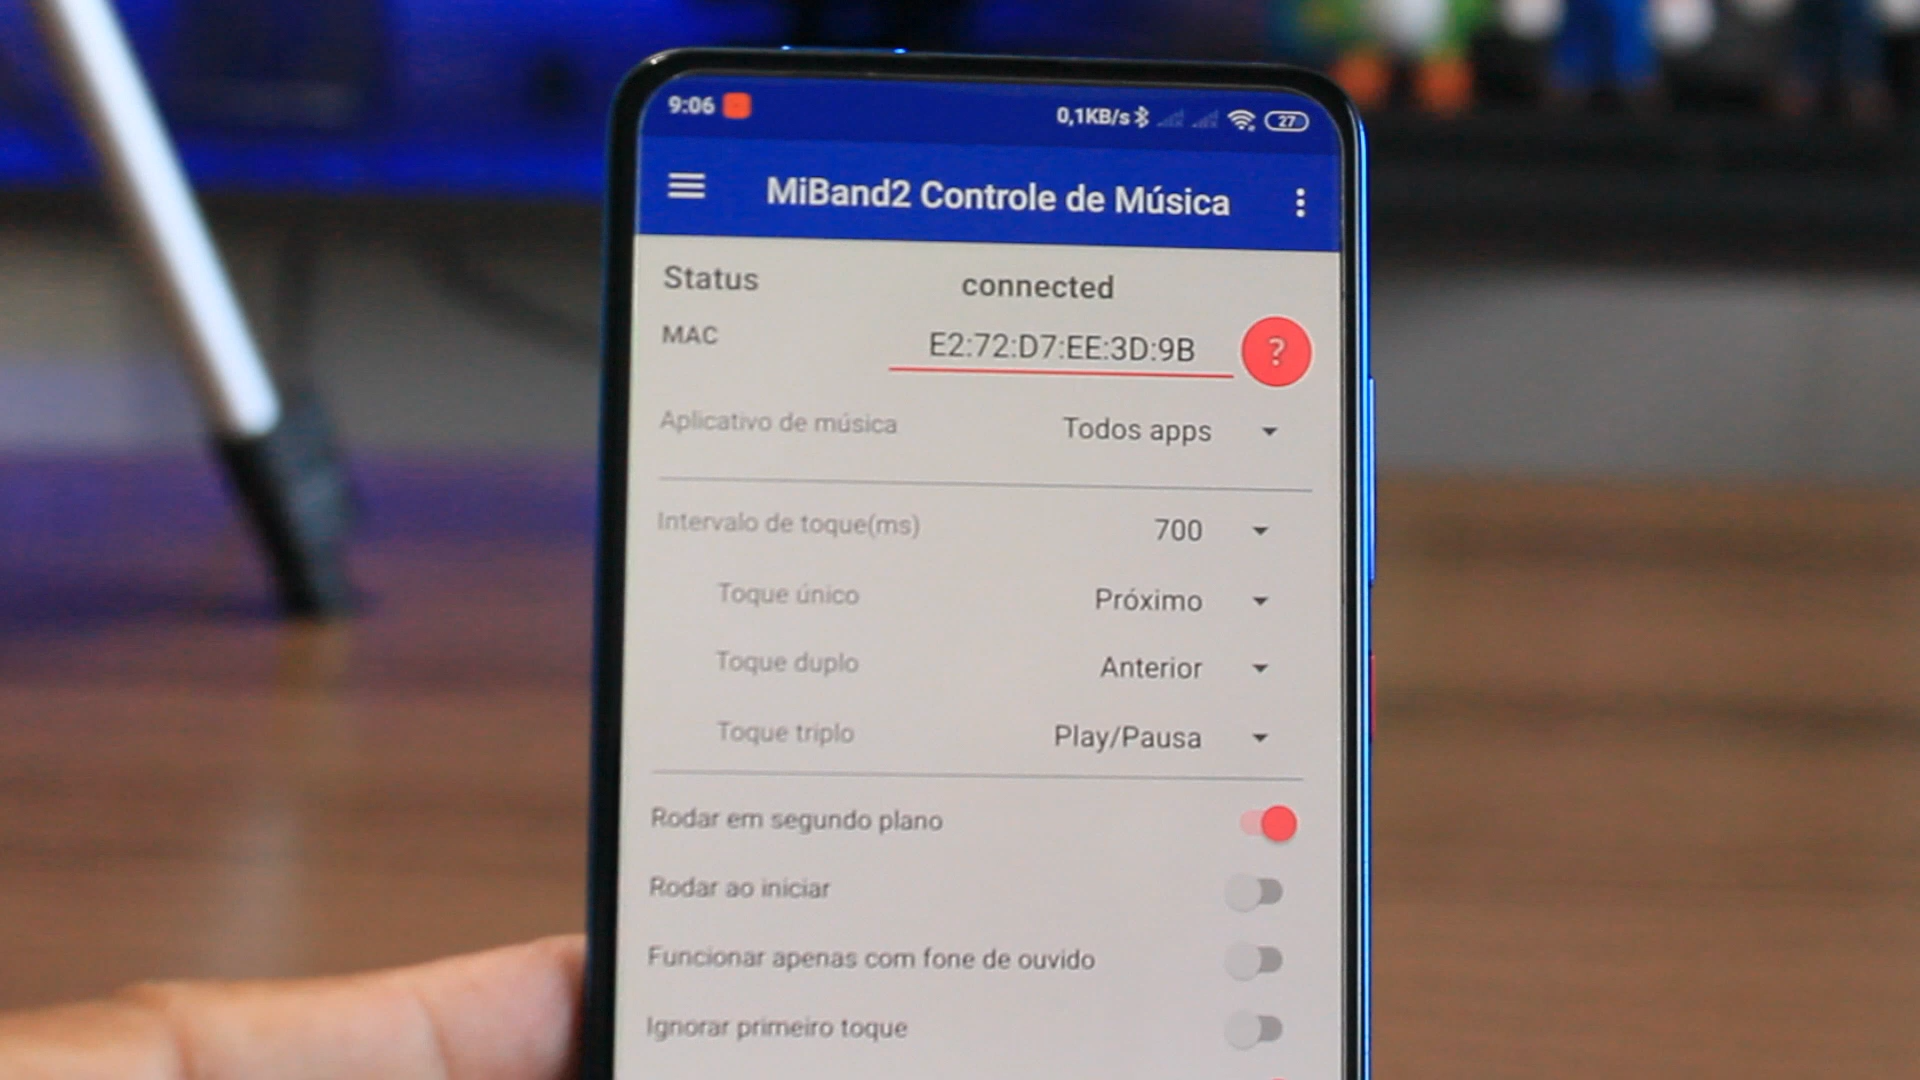 9:06 0,1KB/s 27
MiBand2 Controle de Música
Status connected
MAC E2:72:D7:EE:3D:9B ?
Aplicativo de música Todos apps
Intervalo de toque(ms) 700
Toque único Próximo
Toque duplo Anterior
Toque triplo Play/Pausa
Rodar em segundo plano
Rodar ao iniciar
Funcionar apenas com fone de ouvido
Ignorar primeiro toque